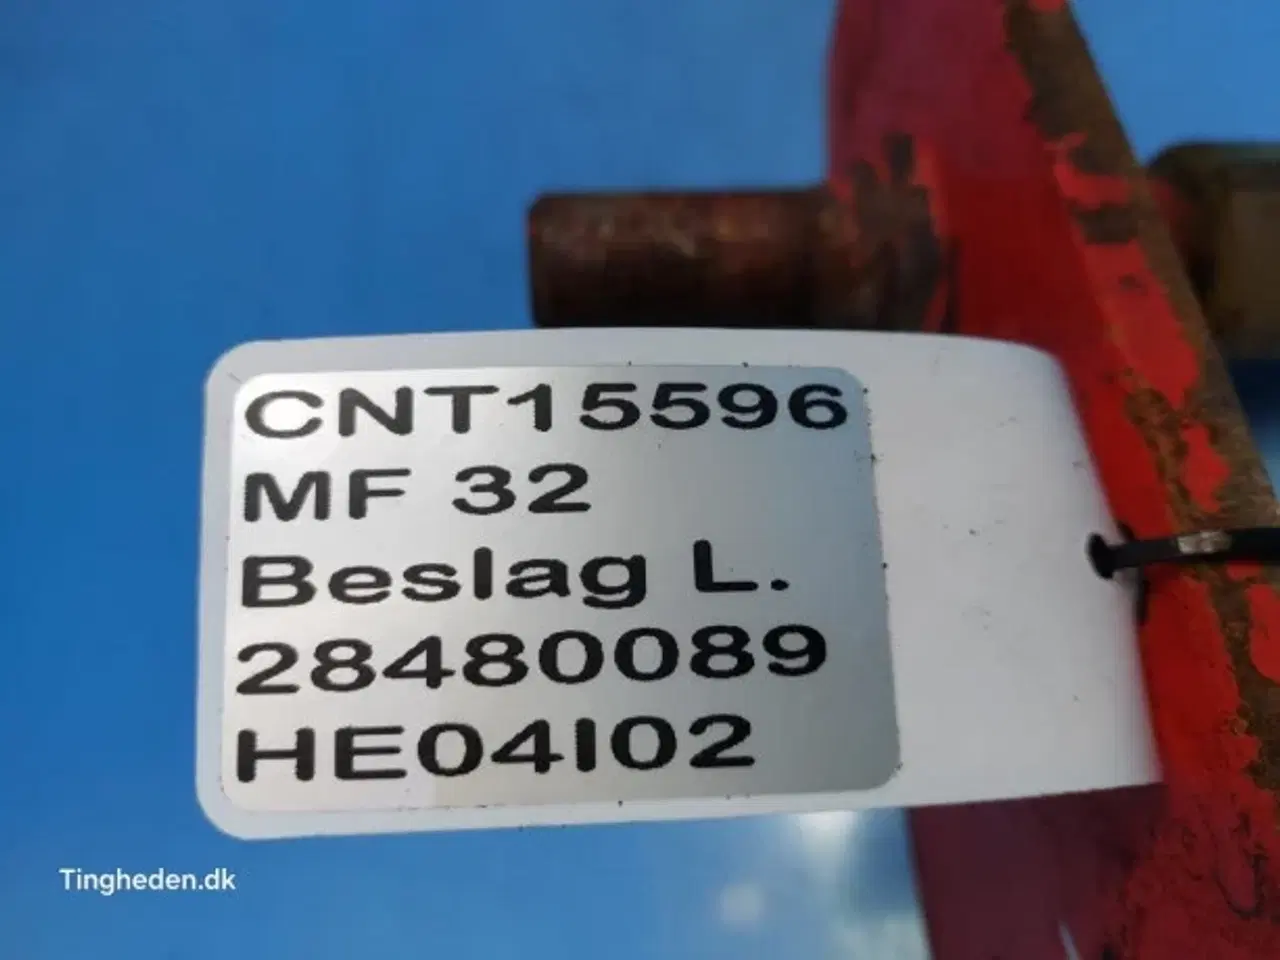 CNT15596
MF 32
Beslag L.
28480089
HE04I02
Tingheden.dk